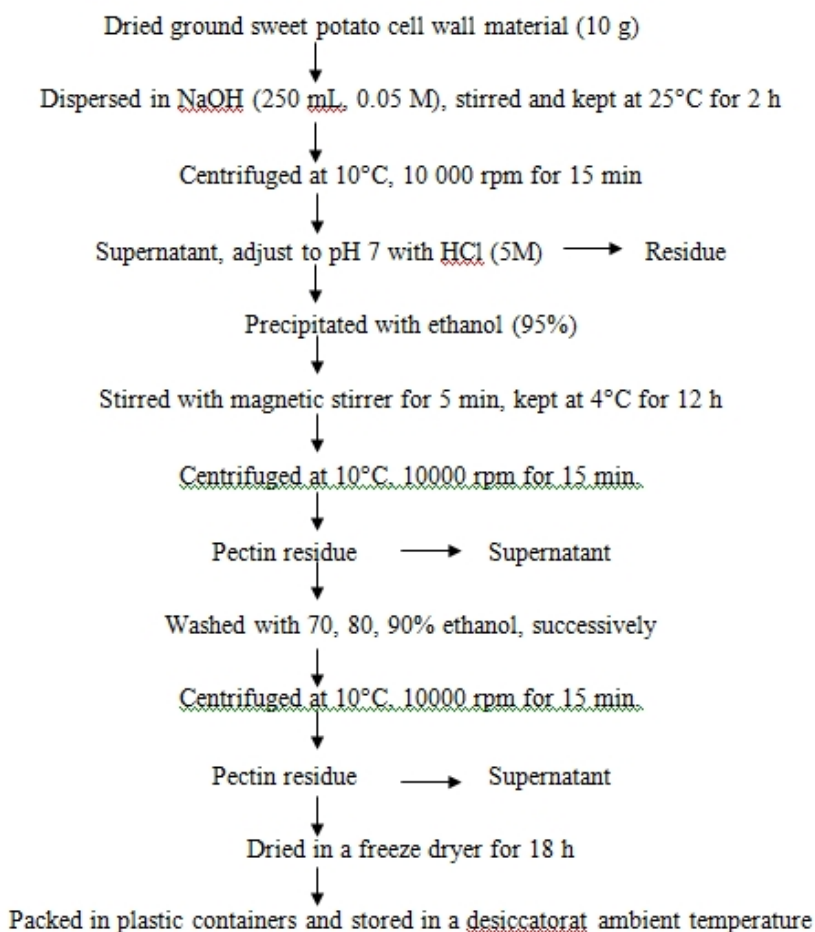 Dried ground sweet potato cell wall material (10 g)
Dispersed in NaOH (250 mL, 0.05 M), stirred and kept at 25°C for 2 h
Centrifuged at 10°C, 10 000 rpm for 15 min
Supernatant, adjust to pH 7 with HCl (5M) Residue
Precipitated with ethanol (95%)
Stirred with magnetic stirrer for 5 min, kept at 4°C for 12 h
Centrifuged at 10°C, 10000 rpm for 15 min.
Pectin residue Supernatant
Washed with 70, 80, 90% ethanol, successively
Centrifuged at 10°C, 10000 rpm for 15 min.
Pectin residue Supernatant
Dried in a freeze dryer for 18 h
Packed in plastic containers and stored in a desiccatorat ambient temperature